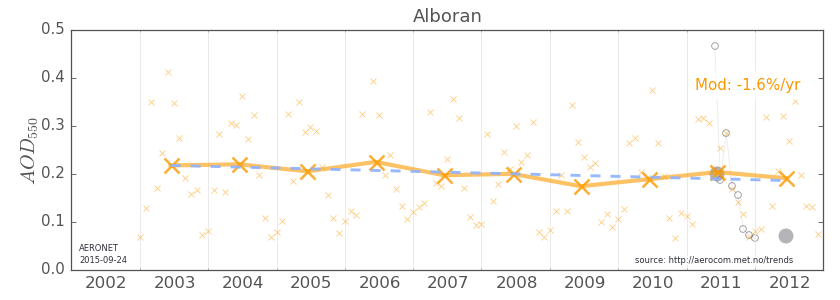 Alboran
0.5
0.4
0.3
0.2
0.1
0.0
AOD550
Mod: -1.6%/yr
AERONET
2015-09-24
source: http://aerocom.met.no/trends
2002 2003 2004 2005 2006 2007 2008 2009 2010 2011 2012